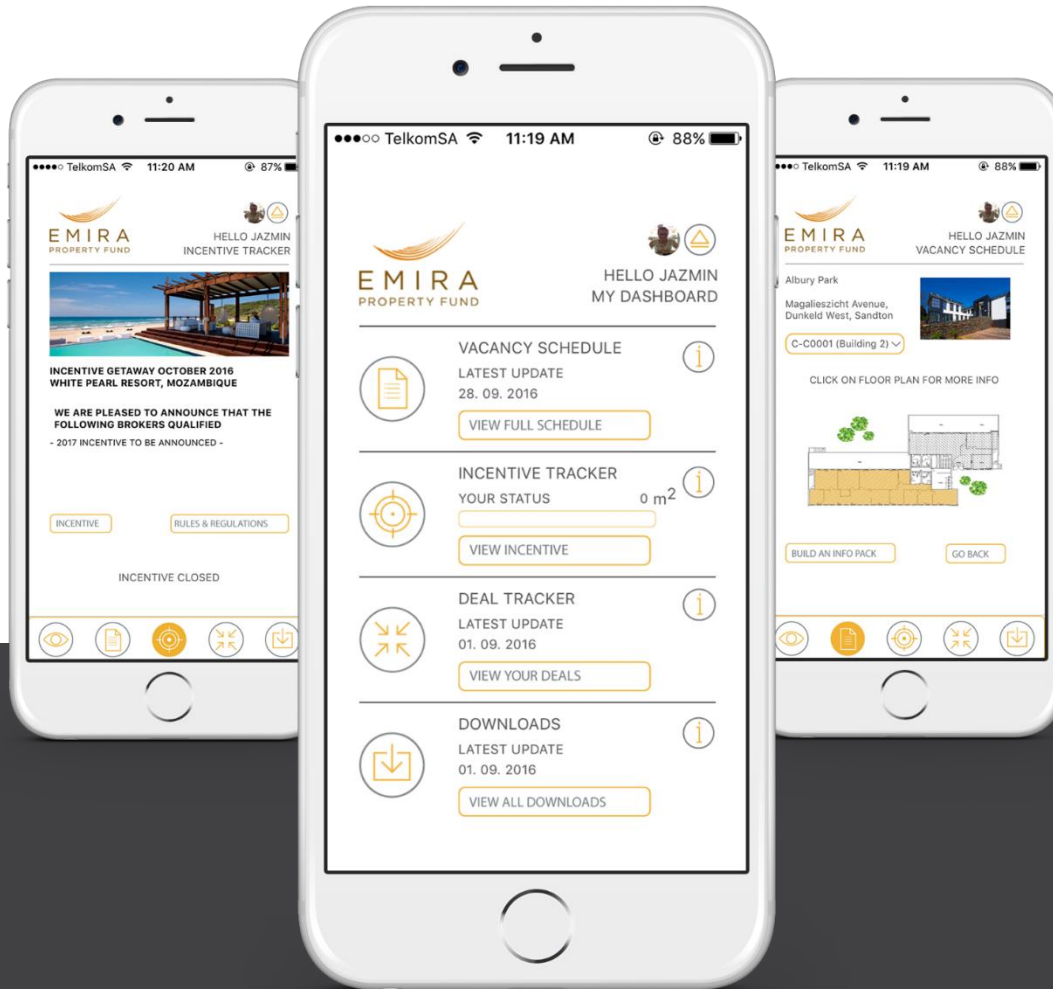 ●●●●○ TelkomSA 11:20 AM 87%
EMIRA
PROPERTY FUND
HELLO JAZMIN
INCENTIVE TRACKER
INCENTIVE GETAWAY OCTOBER 2016
WHITE PEARL RESORT, MOZAMBIQUE
WE ARE PLEASED TO ANNOUNCE THAT THE
FOLLOWING BROKERS QUALIFIED
- 2017 INCENTIVE TO BE ANNOUNCED -
INCENTIVE RULES & REGULATIONS
INCENTIVE CLOSED
●●●○○ TelkomSA 11:19 AM 88%
EMIRA
PROPERTY FUND
HELLO JAZMIN
MY DASHBOARD
VACANCY SCHEDULE
LATEST UPDATE
28. 09. 2016
VIEW FULL SCHEDULE
INCENTIVE TRACKER
YOUR STATUS 0 m²
VIEW INCENTIVE
DEAL TRACKER
LATEST UPDATE
01. 09. 2016
VIEW YOUR DEALS
DOWNLOADS
LATEST UPDATE
01. 09. 2016
VIEW ALL DOWNLOADS
●●●○○ TelkomSA 11:19 AM 88%
EMIRA
PROPERTY FUND
HELLO JAZMIN
VACANCY SCHEDULE
Albury Park
Magalieszicht Avenue,
Dunkeld West, Sandton
C-C0001 (Building 2)
CLICK ON FLOOR PLAN FOR MORE INFO
BUILD AN INFO PACK GO BACK